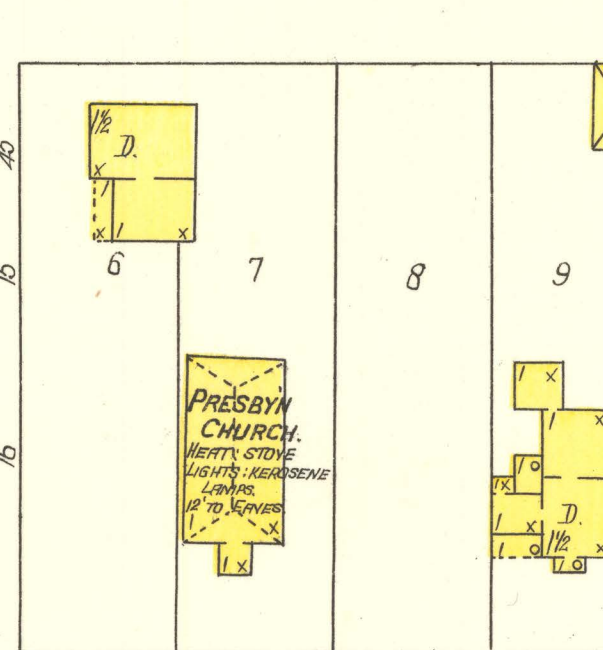 40
1½
D.
X
1
X 1 X
6
7
8
9
15
16
PRESBYN
CHURCH.
HEAT: STOVE
LIGHTS: KEROSENE
LAMPS.
12' TO EAVES
1 X
1 X
1 X
1 X
1 O
1 X
1 X
D.
1½ X
1 O
1 O